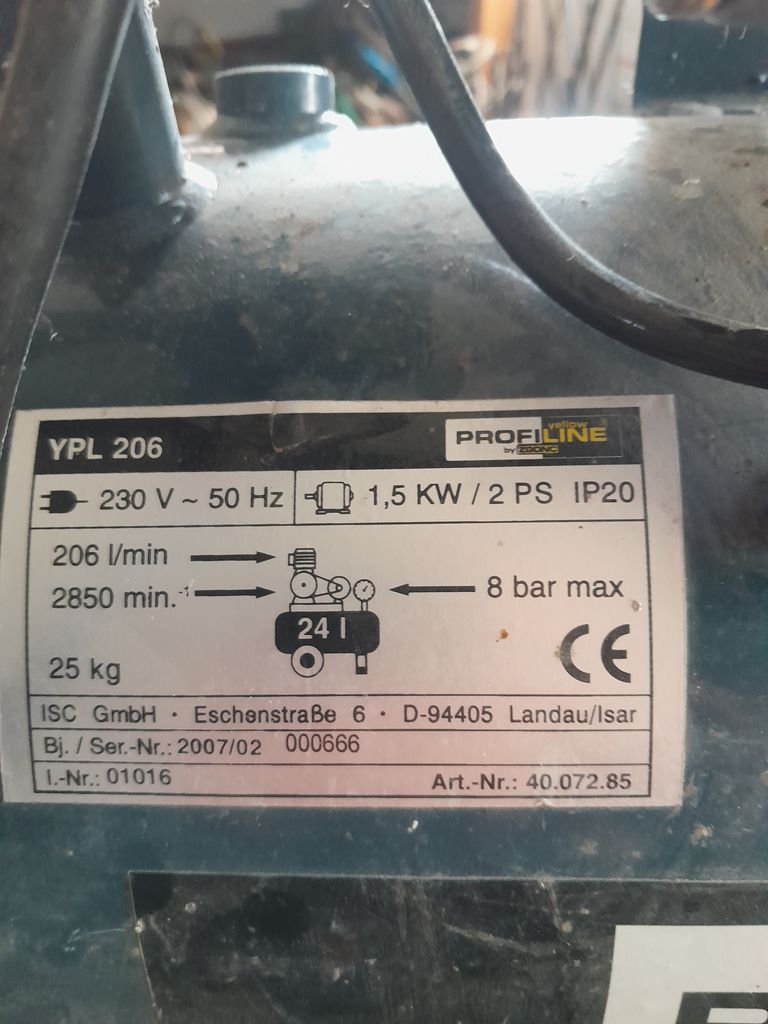 YPL 206
yellow
PROFILINE
by ZGONC
230 V ~ 50 Hz
1,5 KW / 2 PS IP20
206 l/min
2850 min.-1
8 bar max
24 l
25 kg
CE
ISC GmbH · Eschenstraße 6 · D-94405 Landau/Isar
Bj. / Ser.-Nr.: 2007/02 000666
I.-Nr.: 01016
Art.-Nr.: 40.072.85